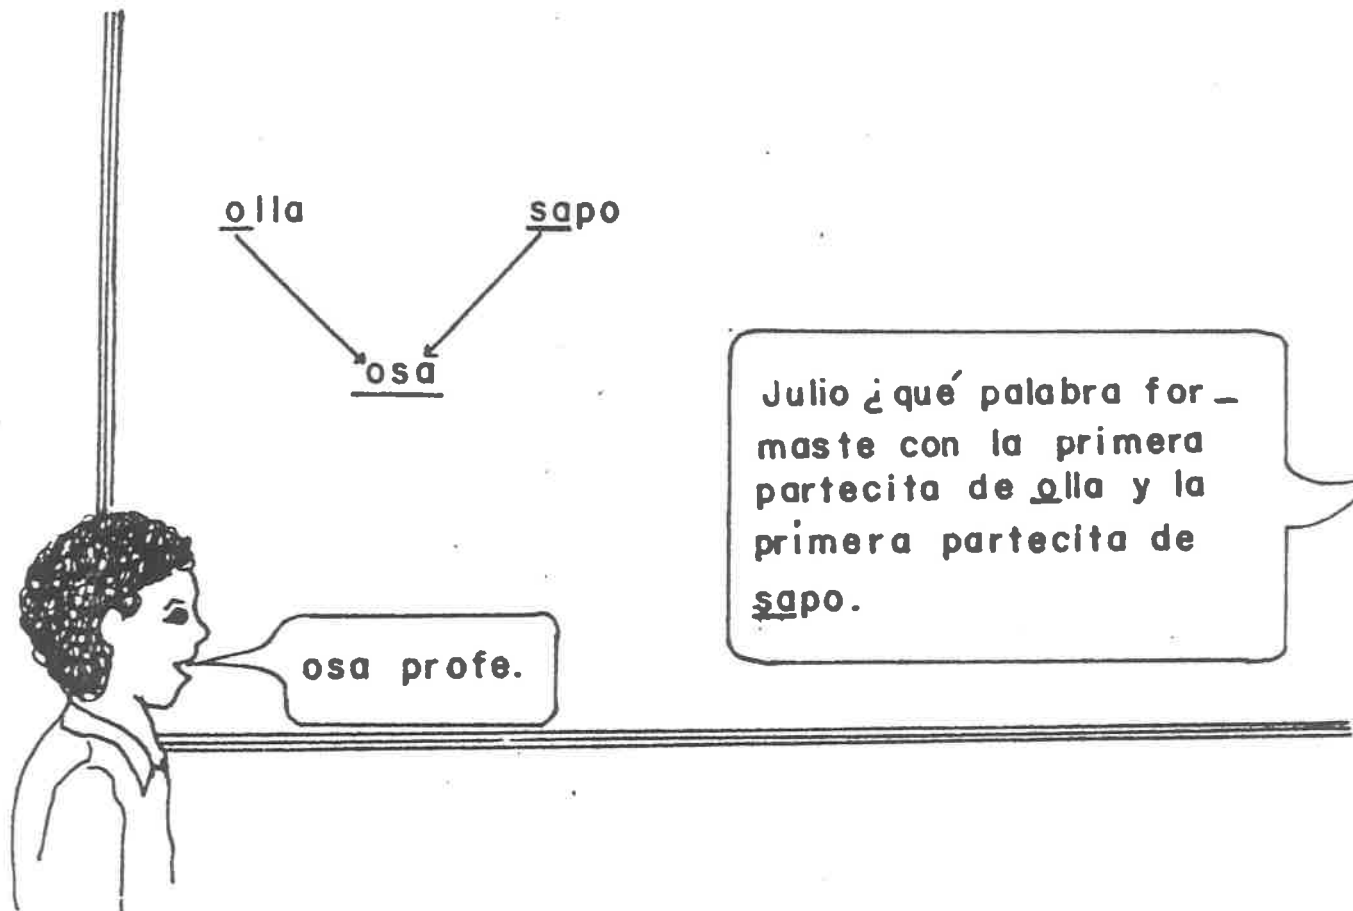 olla sapo
osa
Julio ¿qué palabra for_
maste con la primera
partecita de olla y la
primera partecita de
sapo.
osa profe.